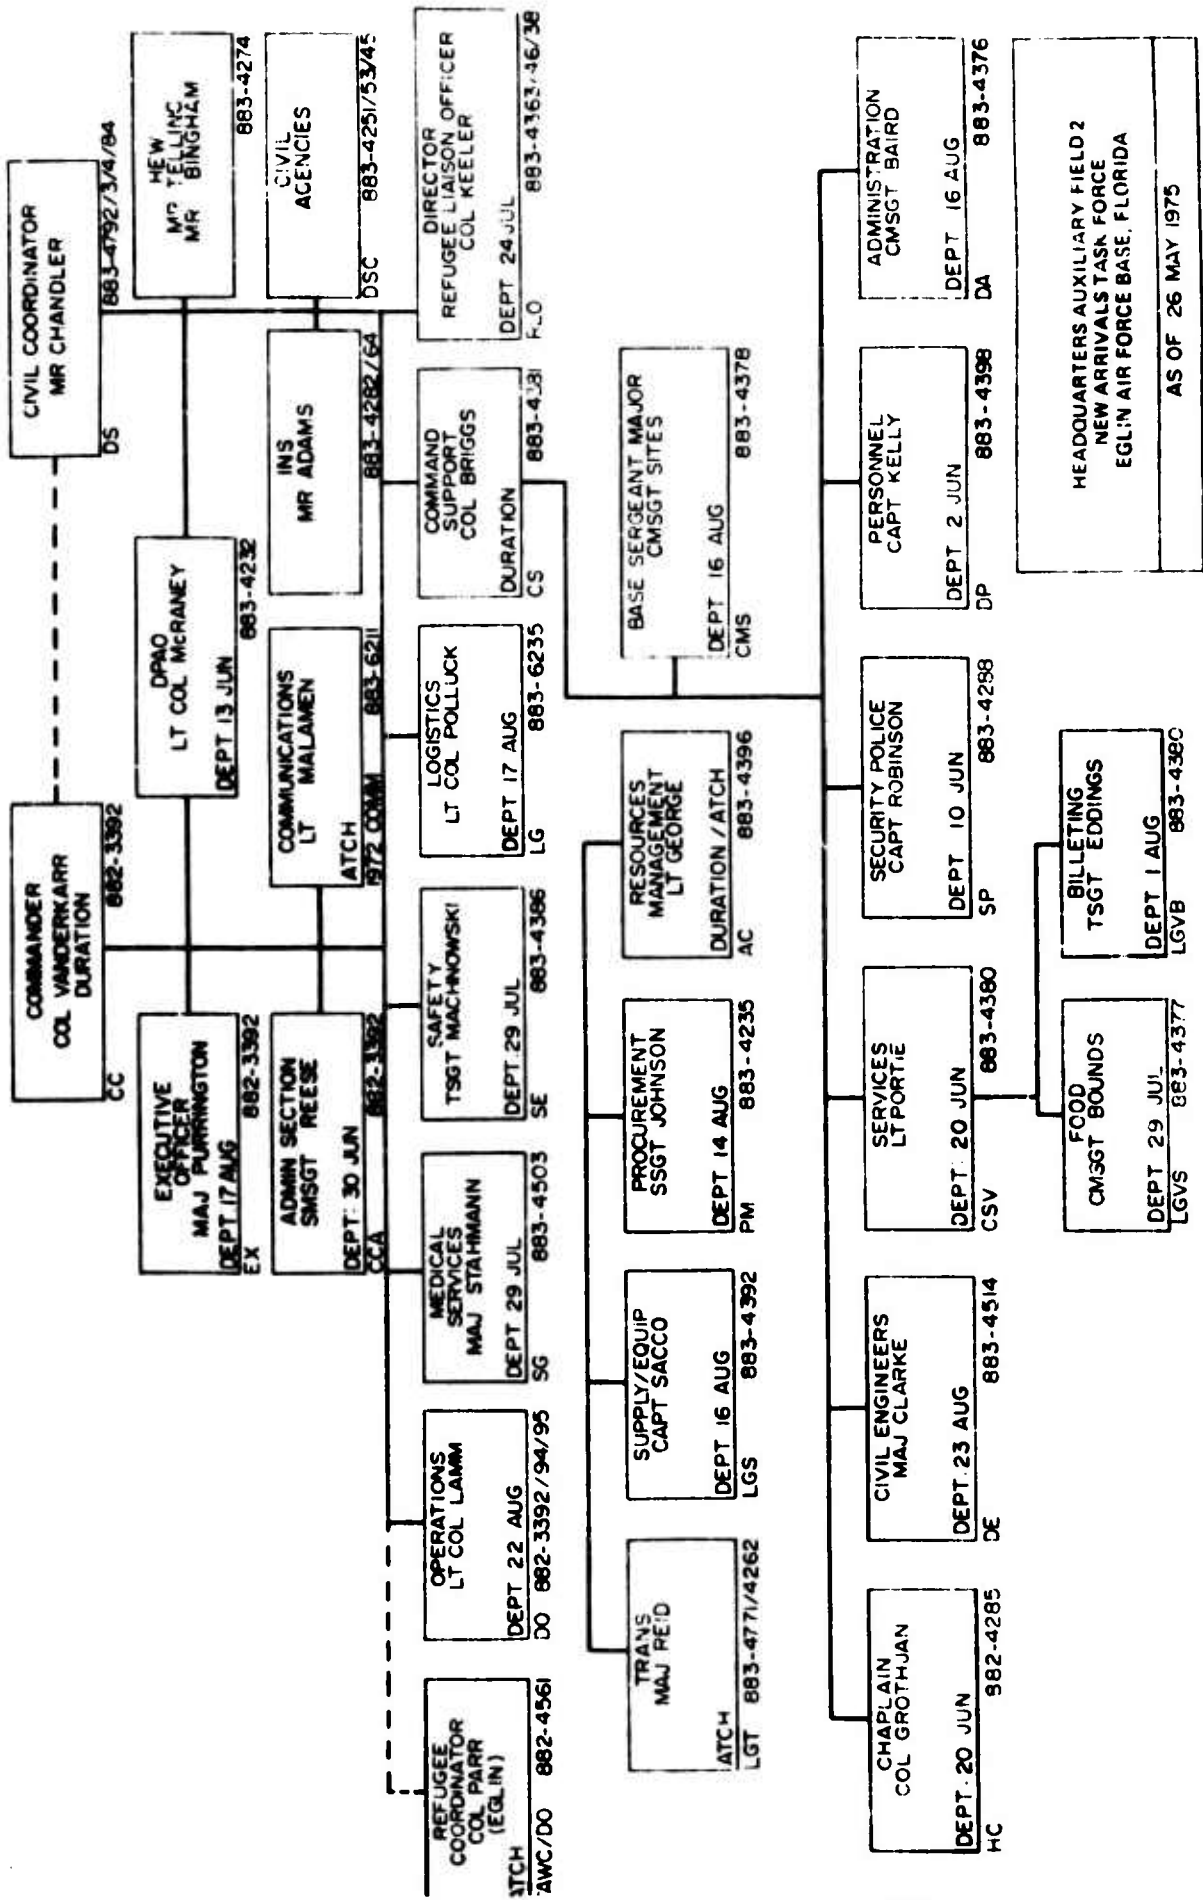 COMMANDER
COL VANDERKARR
DURATION
CC 882-3392
CIVIL COORDINATOR
MR CHANDLER
DS 883-4792/3/4/84
EXECUTIVE
OFFICER
MAJ PURRINGTON
DEPT 17 AUG
EX 882-3392
DPAO
LT COL McRANEY
DEPT 13 JUN
883-4232
HEW
MR TELLING
MR BINGHAM
883-4274
ADMIN SECTION
SMSGT REESE
DEPT: 30 JUN
CCA 882-3392
COMMUNICATIONS
LT MALAMEN
ATCH
1972 COMM 883-6211
INS
MR ADAMS
883-4282/64
CIVIL
AGENCIES
DSC 883-4251/53/45
REFUGEE
COORDINATOR
COL PARR
(EGLIN)
ATCH
AWC/DO 882-4561
OPERATIONS
LT COL LAMM
DEPT 22 AUG
DO 882-3392/94/95
MEDICAL
SERVICES
MAJ STAHMANN
DEPT 29 JUL
SG 883-4503
SAFETY
TSGT MACHNOWSKI
DEPT. 29 JUL
SE 883-4386
LOGISTICS
LT COL POLLUCK
DEPT 17 AUG
LG 883-6235
COMMAND
SUPPORT
COL BRIGGS
DURATION
CS
DIRECTOR
REFUGEE LIAISON OFFICER
COL KEELER
DEPT 24 JUL
883-4363/46/38
TRANS
MAJ REID
ATCH
LGT 883-4771/4262
SUPPLY/EQUIP
CAPT SACCO
DEPT 16 AUG
LGS 883-4392
PROCUREMENT
SSGT JOHNSON
DEPT 14 AUG
PM 883-4235
RESOURCES
MANAGEMENT
LT GEORGE
DURATION/ATCH
AC 883-4396
BASE SERGEANT MAJOR
CMSGT SITES
DEPT 16 AUG
CMS 883-4378
CHAPLAIN
COL GROTHJAN
DEPT. 20 JUN
HC 982-4285
CIVIL ENGINEERS
MAJ CLARKE
DEPT. 23 AUG
DE 883-4514
SERVICES
LT PORTIE
DEPT: 20 JUN
CSV 883-4380
SECURITY POLICE
CAPT ROBINSON
DEPT 10 JUN
SP 883-4288
PERSONNEL
CAPT KELLY
DEPT 2 JUN
DP 883-4398
ADMINISTRATION
CMSGT BAIRD
DEPT 16 AUG
DA 883-4376
FOOD
CMSGT BOUNDS
DEPT 29 JUL
LGVS 883-4377
BILLETING
TSGT EDDINGS
DEPT 1 AUG
LGVB 883-4380
HEADQUARTERS AUXILIARY FIELD 2
NEW ARRIVALS TASK FORCE
EGLIN AIR FORCE BASE, FLORIDA
AS OF 26 MAY 1975